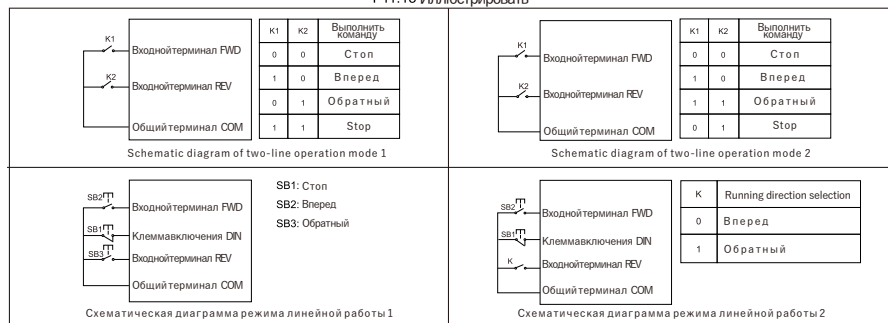 K1
K2
Входнойтерминал FWD
Входнойтерминал REV
Общийтерминал COM
K1 K2 Выполнить команду
0 0 Стоп
1 0 Вперед
0 1 Обратный
1 1 Stop
Schematic diagram of two-line operation mode 1
K1
K2
Входнойтерминал FWD
Входнойтерминал REV
Общийтерминал COM
K1 K2 Выполнить команду
0 0 Стоп
1 0 Вперед
1 1 Обратный
0 1 Stop
Schematic diagram of two-line operation mode 2
SB2
SB1
SB3
Входнойтерминал FWD
Клеммавключения DIN
Входнойтерминал REV
Общийтерминал COM
SB1: Стоп
SB2: Вперед
SB3: Обратный
Схематическая диаграмма режима линейной работы 1
SB2
SB1
K
Входнойтерминал FWD
Клеммавключения DIN
Входнойтерминал REV
Общийтерминал COM
K Running direction selection
0 Вперед
1 Обратный
Схематическая диаграмма режима линейной работы 2